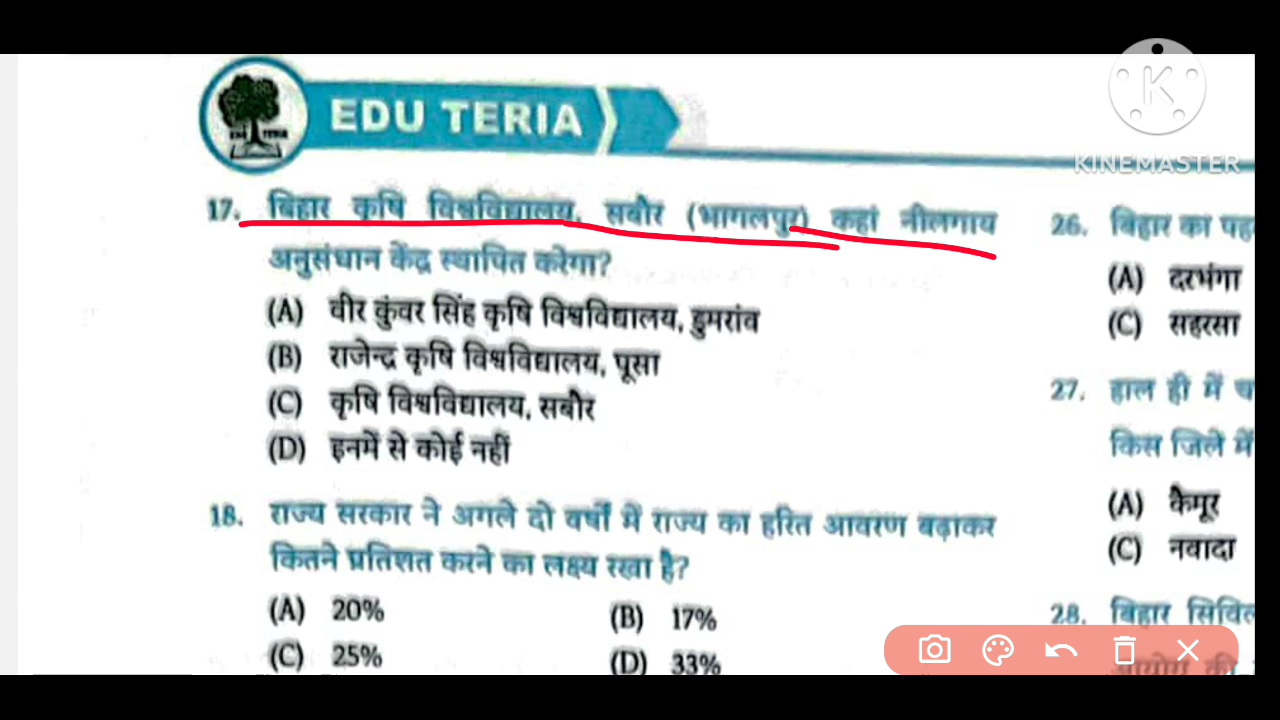 EDU TERIA
KINEMASTER
17. बिहार कृषि विश्वविद्यालय, सबौर (भागलपुर) कहां नीलगाय
अनुसंधान केंद्र स्थापित करेगा?
(A) वीर कुंवर सिंह कृषि विश्वविद्यालय, डुमरांव
(B) राजेन्द्र कृषि विश्वविद्यालय, पूसा
(C) कृषि विश्वविद्यालय, सबौर
(D) इनमें से कोई नहीं
18. राज्य सरकार ने अगले दो वर्षों में राज्य का हरित आवरण बढ़ाकर
कितने प्रतिशत करने का लक्ष्य रखा है?
(A) 20% (B) 17%
(C) 25% (D) 33%
26. बिहार का
(A) दरभंगा
(C) सहरसा
27. हाल ही में
किस जिले में
(A) कैमूर
(C) नवादा
28. बिहार
आयोग की